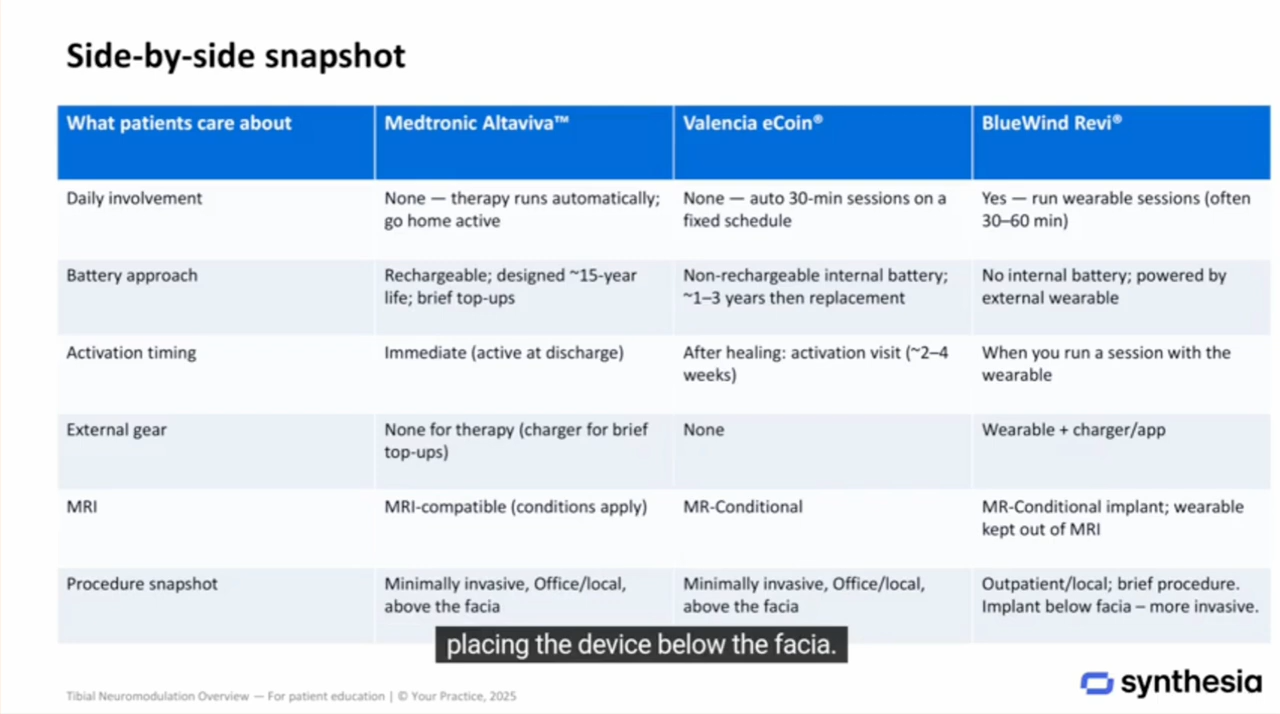 Side-by-side snapshot
What patients care about
Medtronic Altaviva™
Valencia eCoin®
BlueWind Revi®
Daily involvement
None — therapy runs automatically;
go home active
None — auto 30-min sessions on a
fixed schedule
Yes — run wearable sessions (often
30–60 min)
Battery approach
Rechargeable; designed ~15-year
life; brief top-ups
Non-rechargeable internal battery;
~1–3 years then replacement
No internal battery; powered by
external wearable
Activation timing
Immediate (active at discharge)
After healing: activation visit (~2–4
weeks)
When you run a session with the
wearable
External gear
None for therapy (charger for brief
top-ups)
None
Wearable + charger/app
MRI
MRI-compatible (conditions apply)
MR-Conditional
MR-Conditional implant; wearable
kept out of MRI
Procedure snapshot
Minimally invasive, Office/local,
above the facia
Minimally invasive, Office/local,
above the facia
Outpatient/local; brief procedure.
Implant below facia – more invasive.
placing the device below the facia.
Tibial Neuromodulation Overview — For patient education | © Your Practice, 2025
synthesia